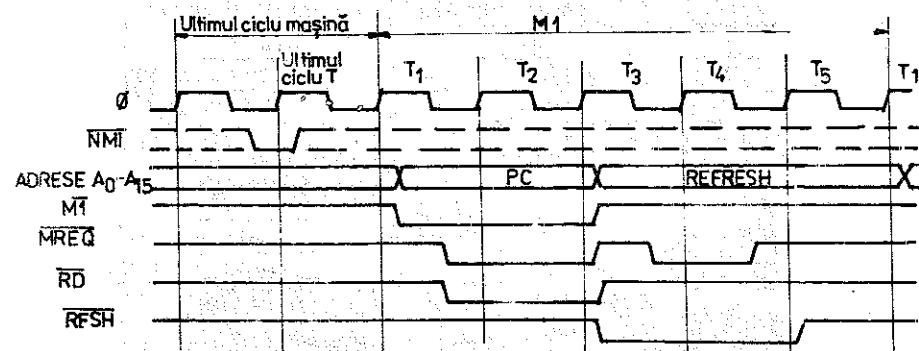 Ultimul ciclu mașină
M1
Ultimul
ciclu T
T1 T2 T3 T4 T5 T1
Ø
NMI
ADRESE A0-A15
PC
REFRESH
M1
MREQ
RD
RFSH